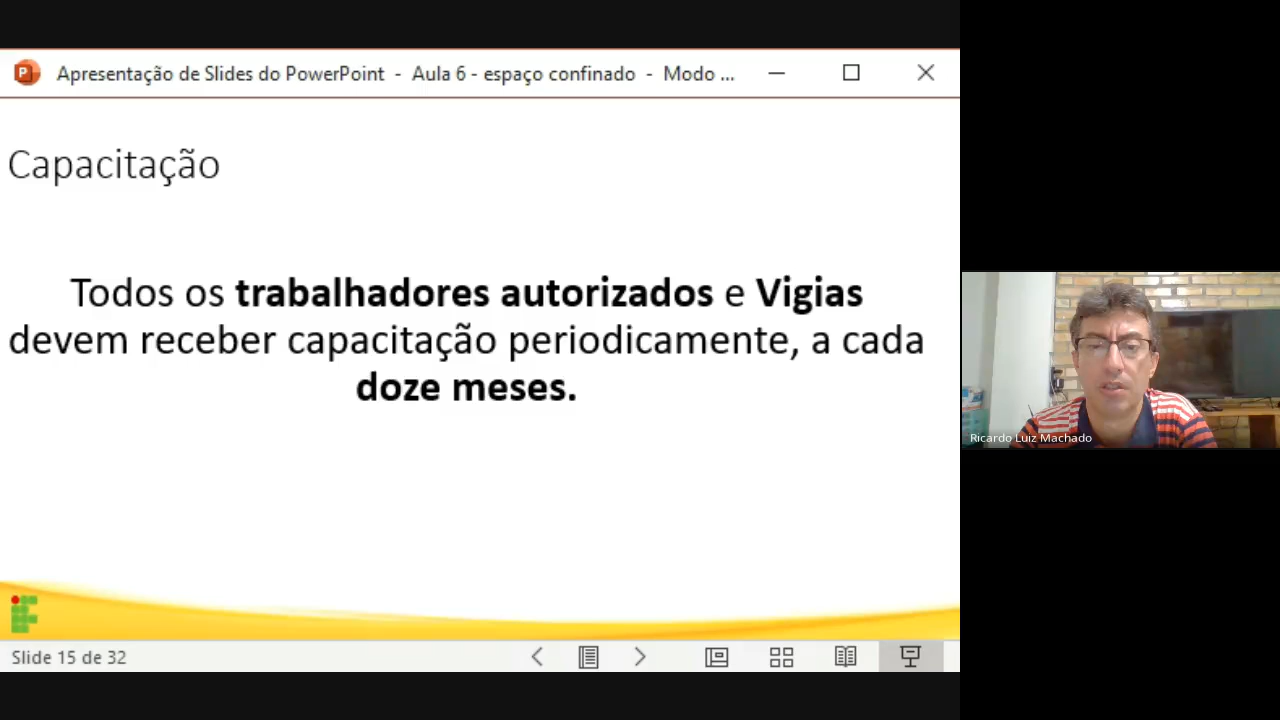 Apresentação de Slides do PowerPoint - Aula 6 - espaço confinado - Modo ...
Capacitação
Todos os trabalhadores autorizados e Vigias
devem receber capacitação periodicamente, a cada
doze meses.
Ricardo Luiz Machado
Slide 15 de 32